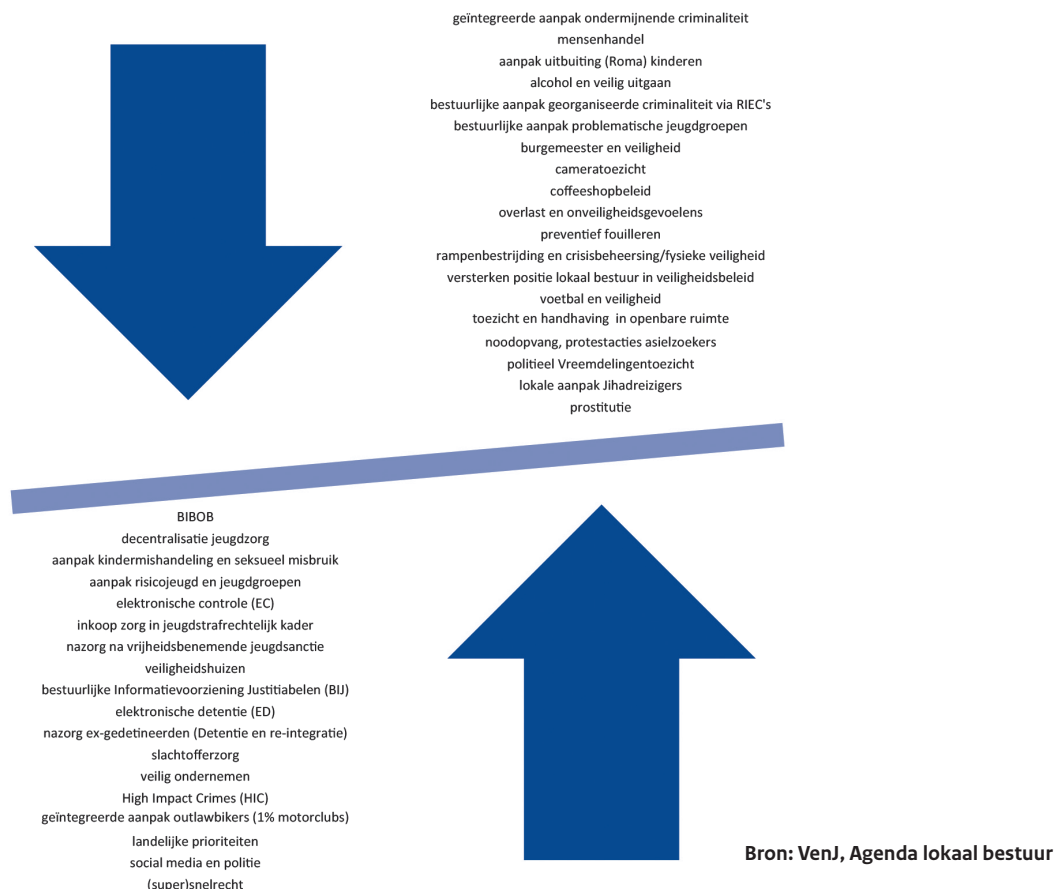 geïntegreerde aanpak ondermijnende criminaliteit
mensenhandel
aanpak uitbuiting (Roma) kinderen
alcohol en veilig uitgaan
bestuurlijke aanpak georganiseerde criminaliteit via RIEC's
bestuurlijke aanpak problematische jeugdgroepen
burgemeester en veiligheid
cameratoezicht
coffeeshopbeleid
overlast en onveiligheidsgevoelens
preventief fouilleren
rampenbestrijding en crisisbeheersing/fysieke veiligheid
versterken positie lokaal bestuur in veiligheidsbeleid
voetbal en veiligheid
toezicht en handhaving in openbare ruimte
noodopvang, protestacties asielzoekers
politieel Vreemdelingentoezicht
lokale aanpak Jihadreizigers
prostitutie
BIBOB
decentralisatie jeugdzorg
aanpak kindermishandeling en seksueel misbruik
aanpak risicojeugd en jeugdgroepen
elektronische controle (EC)
inkoop zorg in jeugdstrafrechtelijk kader
nazorg na vrijheidsbenemende jeugdsanctie
veiligheidshuizen
bestuurlijke Informatievoorziening Justitiabelen (BIJ)
elektronische detentie (ED)
nazorg ex-gedetineerden (Detentie en re-integratie)
slachtofferzorg
veilig ondernemen
High Impact Crimes (HIC)
geïntegreerde aanpak outlawbikers (1% motorclubs)
landelijke prioriteiten
social media en politie
(super)snelrecht
Bron: VenJ, Agenda lokaal bestuur